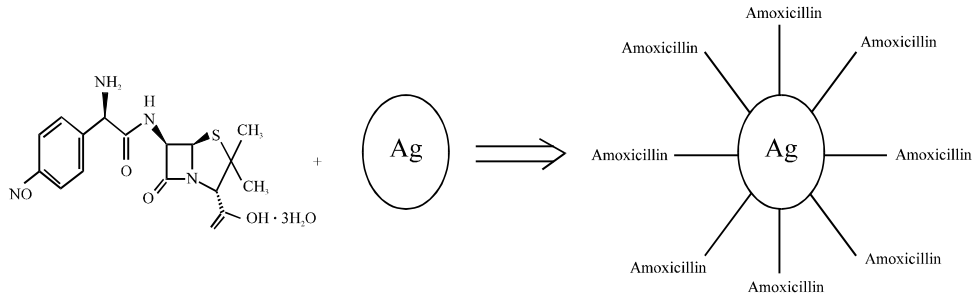 NH₂
H
N
S
CH₃
CH₃
N
O
O
NO
OH · 3H₂O
+
Ag
Amoxicillin
Amoxicillin
Amoxicillin
Amoxicillin
Ag
Amoxicillin
Amoxicillin
Amoxicillin
Amoxicillin